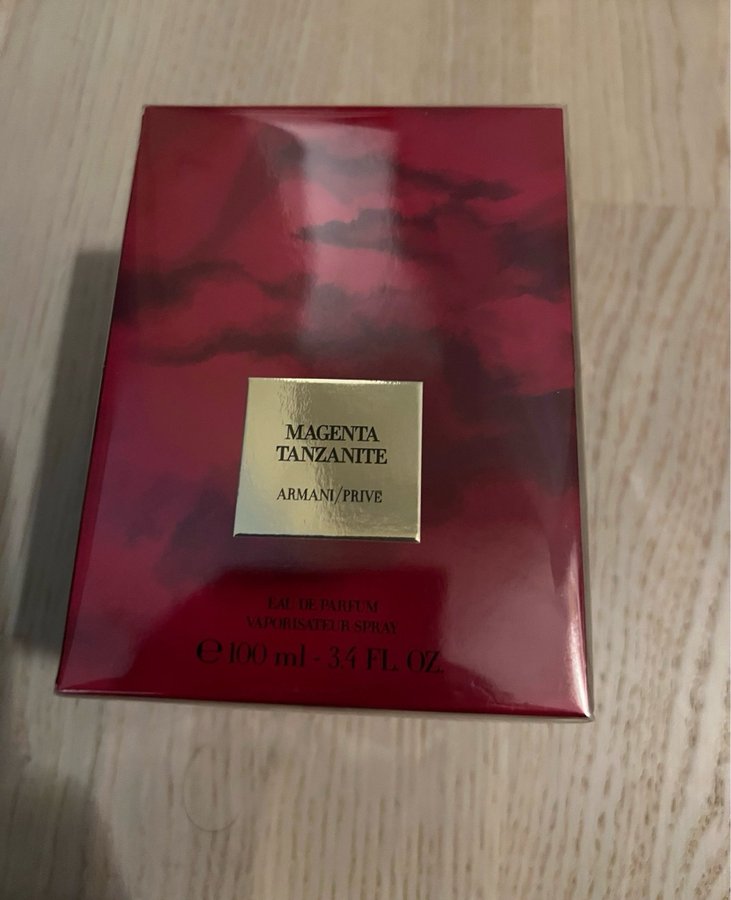 MAGENTA
TANZANITE
ARMANI/PRIVE
EAU DE PARFUM
VAPORISATEUR SPRAY
℮ 100 ml - 3.4 FL. OZ.